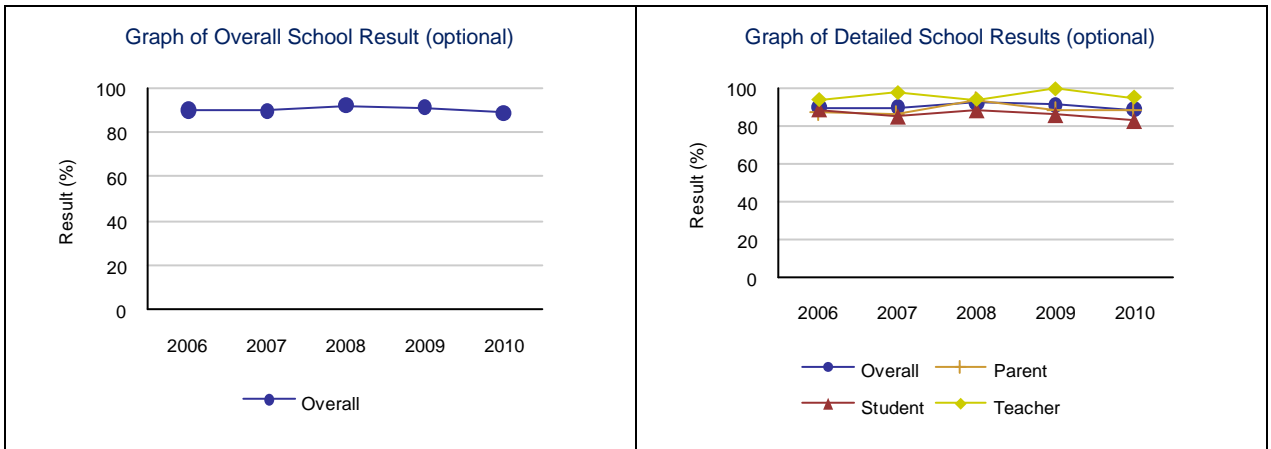 Graph of Overall School Result (optional)
100
80
60
40
20
0
Result (%)
2006 2007 2008 2009 2010
Overall
Graph of Detailed School Results (optional)
100
80
60
40
20
0
Result (%)
2006 2007 2008 2009 2010
Overall Parent
Student Teacher